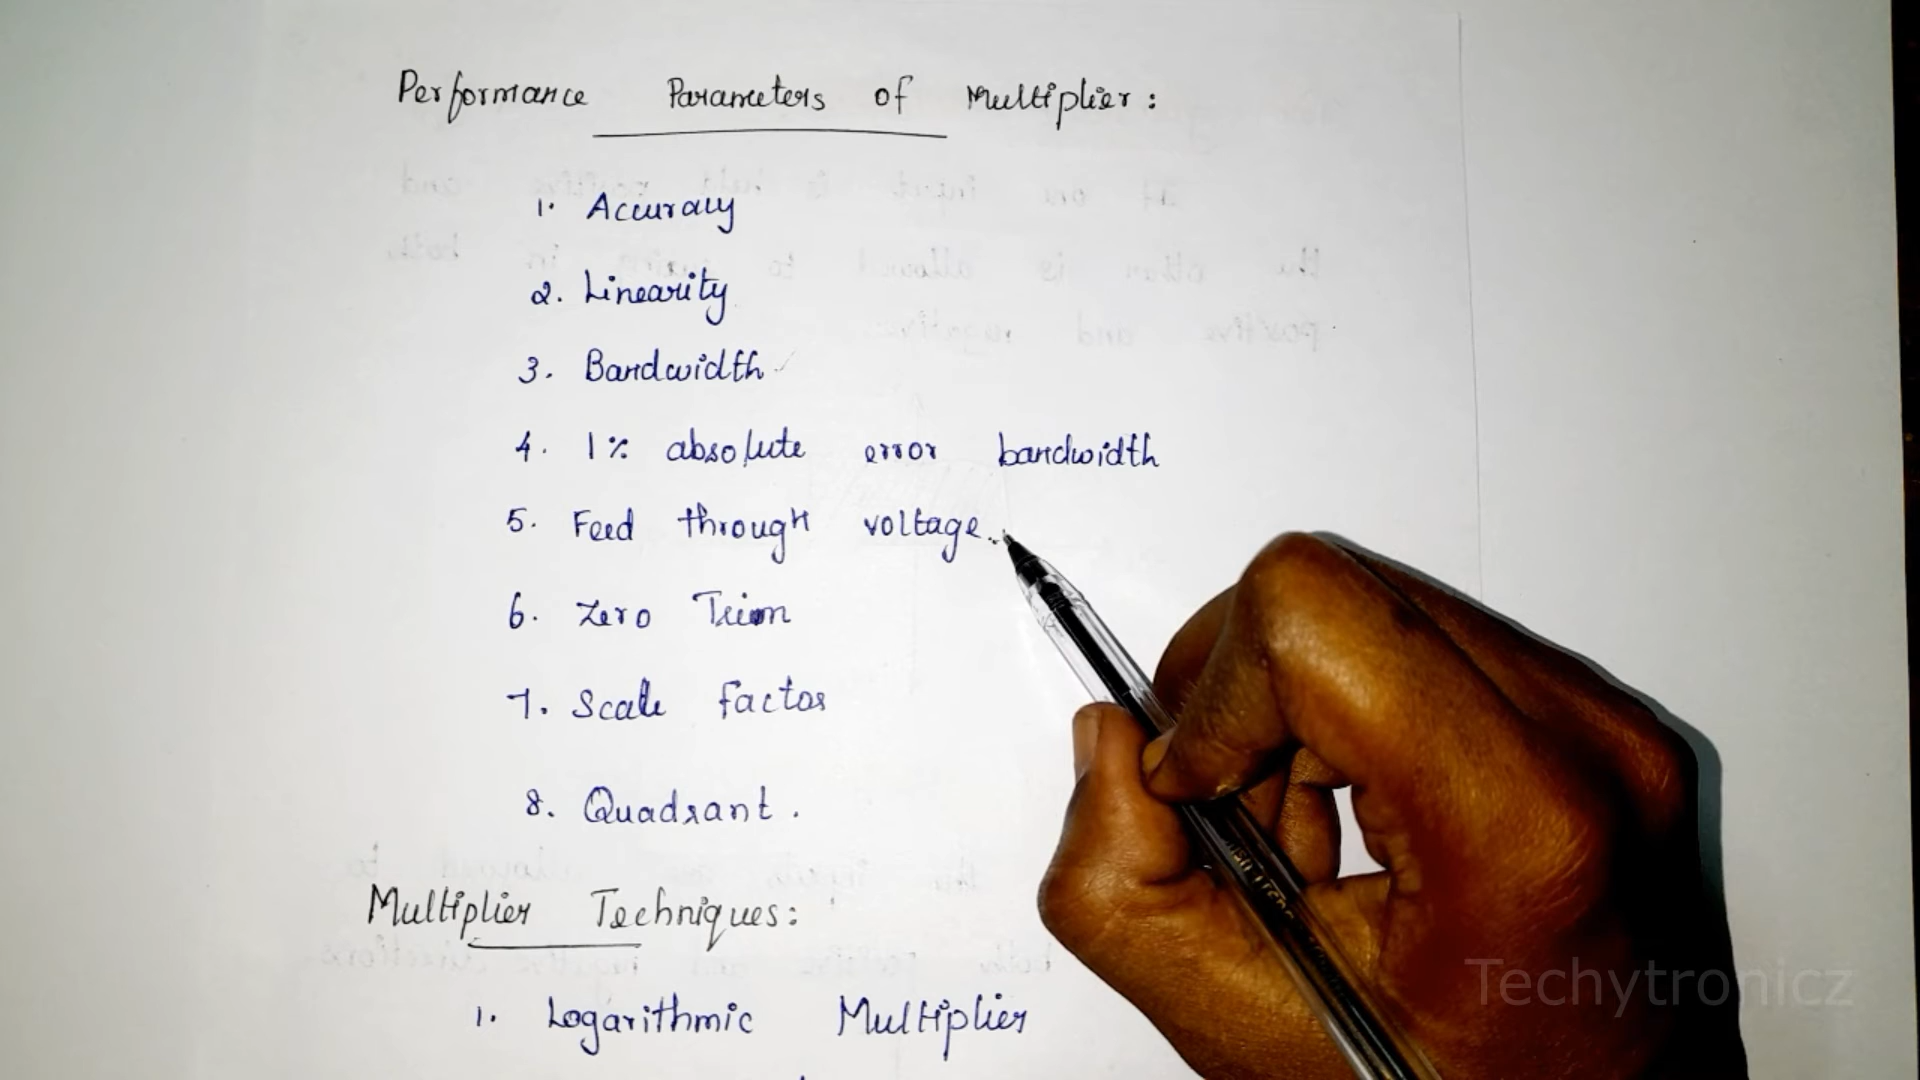 Performance Parameters of Multiplier:
1. Accuracy
2. Linearity
3. Bandwidth
4. 1% absolute error bandwidth
5. Feed through voltage.
6. Zero Trim
7. Scale factor
8. Quadrant.
Multiplier Techniques:
1. Logarithmic Multiplier
Techytronicz